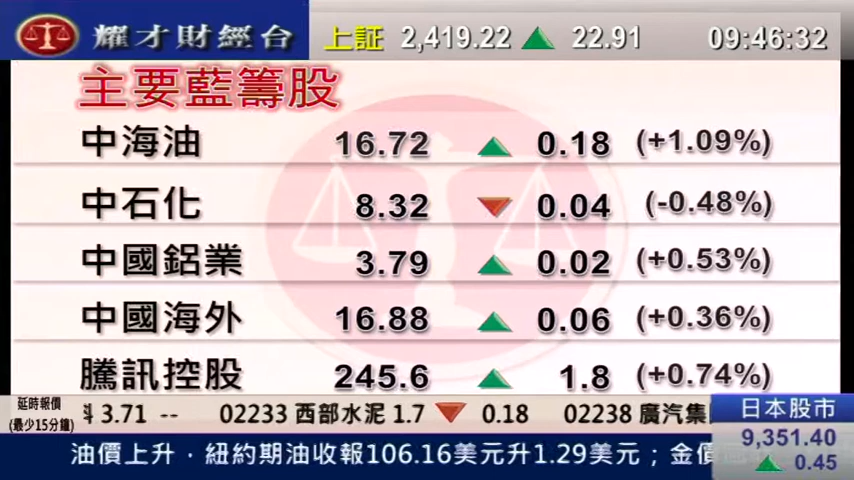 耀才財經台 上証 2,419.22 ▲ 22.91 09:46:32
主要藍籌股
中海油 16.72 ▲ 0.18 (+1.09%)
中石化 8.32 ▼ 0.04 (-0.48%)
中國鋁業 3.79 ▲ 0.02 (+0.53%)
中國海外 16.88 ▲ 0.06 (+0.36%)
騰訊控股 245.6 ▲ 1.8 (+0.74%)
延時報價
(最少15分鐘)
3.71 -- 02233 西部水泥 1.7 ▼ 0.18 02238 廣汽集
日本股市
9,351.40
▲ 0.45
油價上升，紐約期油收報106.16美元升1.29美元；金價